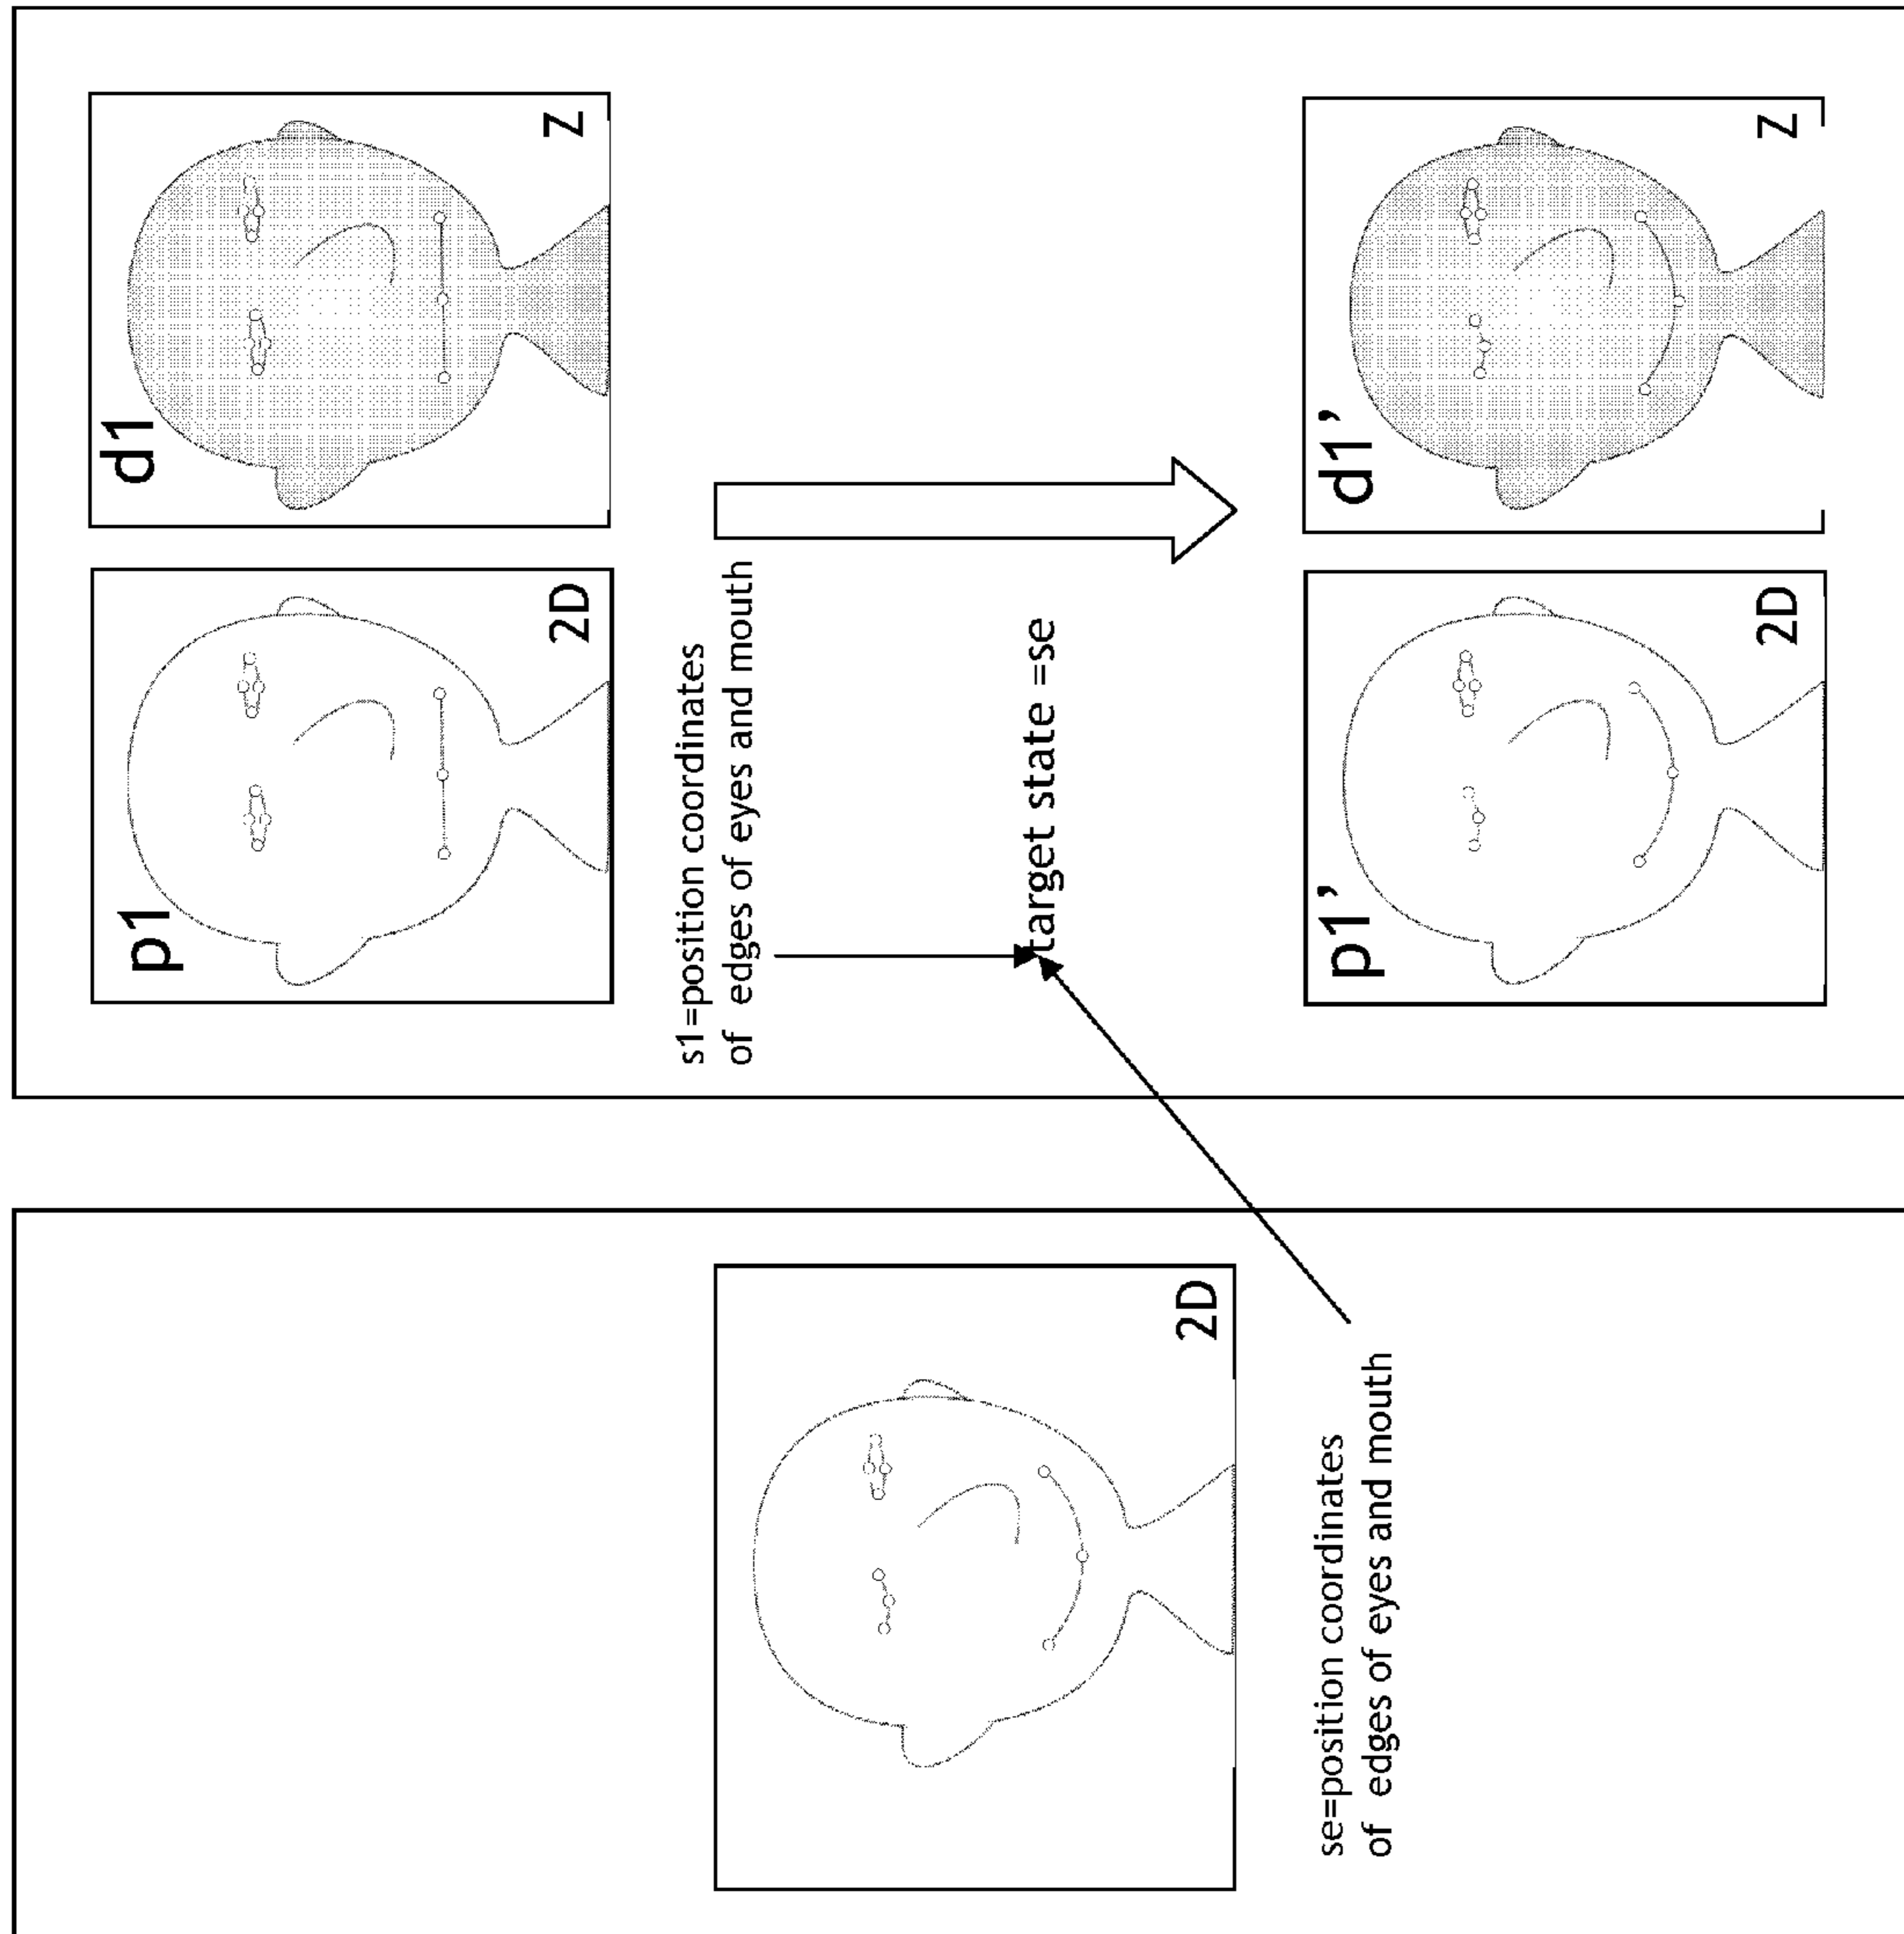 2D
se=position coordinates
of edges of eyes and mouth
p1
2D
d1
Z
s1=position coordinates
of edges of eyes and mouth
target state =se
p1’
2D
d1’
Z